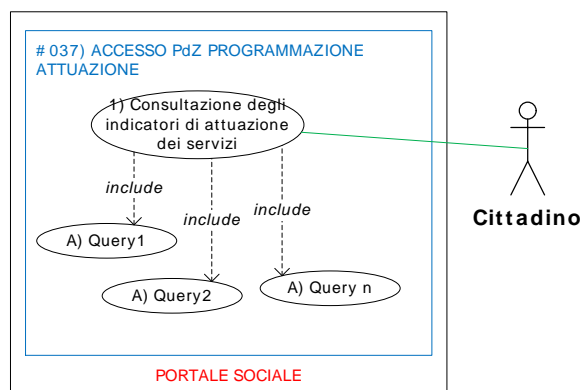 # 037) ACCESSO PdZ PROGRAMMAZIONE
ATTUAZIONE
1) Consultazione degli
indicatori di attuazione
dei servizi
include
include
include
A) Query1
A) Query2
A) Query n
Cittadino
PORTALE SOCIALE